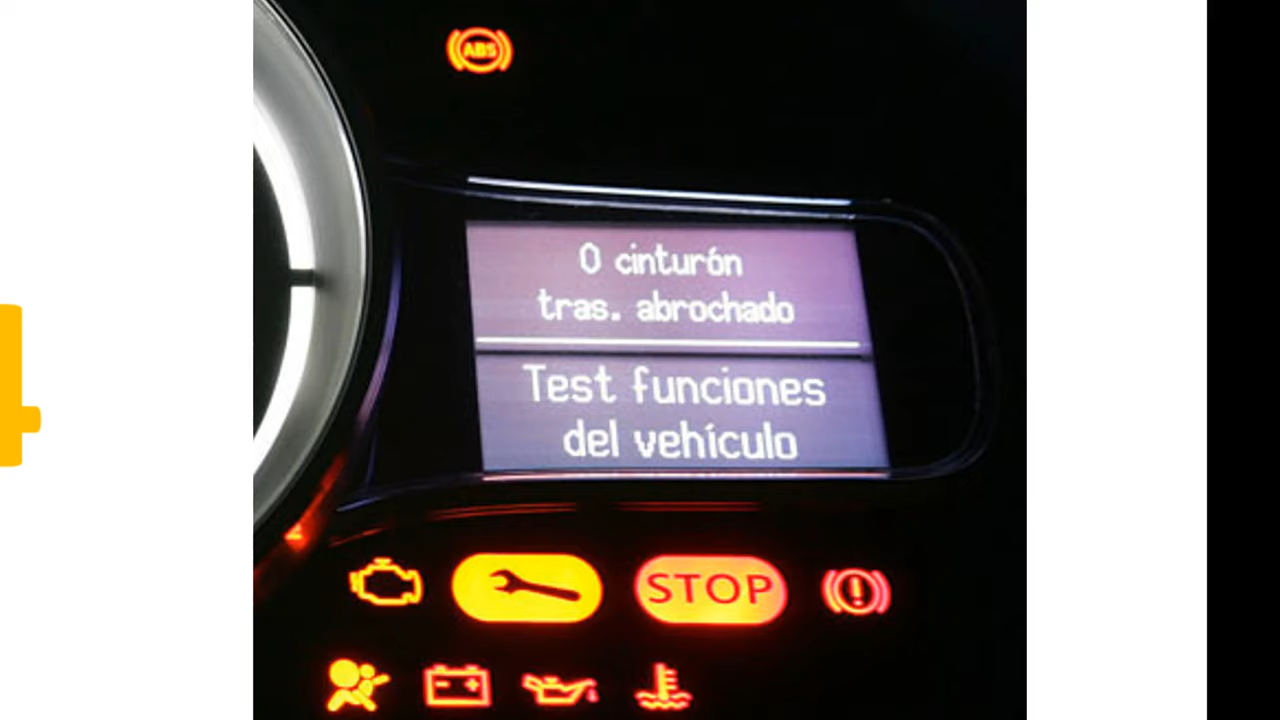 ABS
0 cinturón
tras. abrochado
Test funciones
del vehículo
STOP